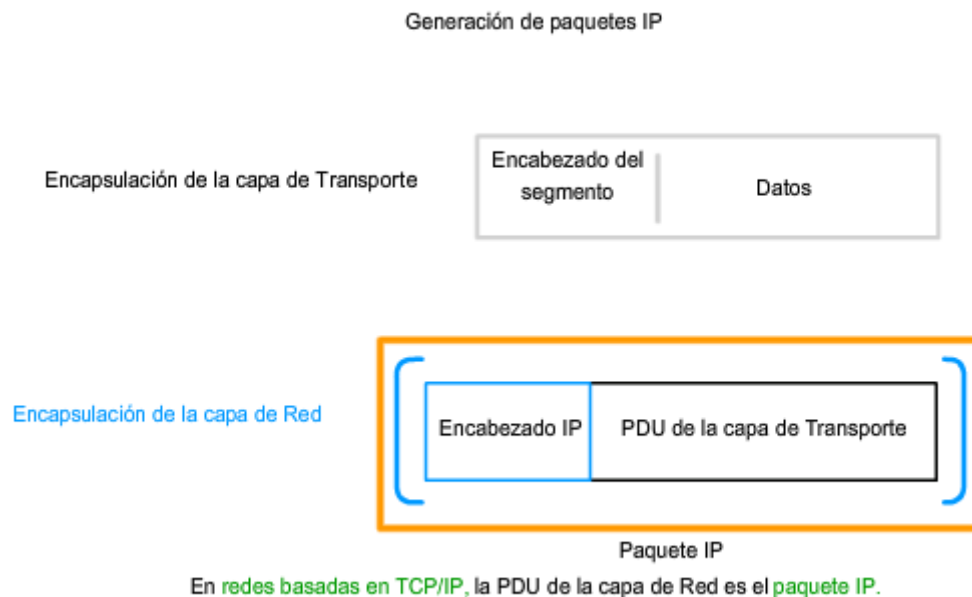 Generación de paquetes IP
Encapsulación de la capa de Transporte
Encabezado del
segmento
Datos
Encapsulación de la capa de Red
Encabezado IP
PDU de la capa de Transporte
Paquete IP
En redes basadas en TCP/IP, la PDU de la capa de Red es el paquete IP.